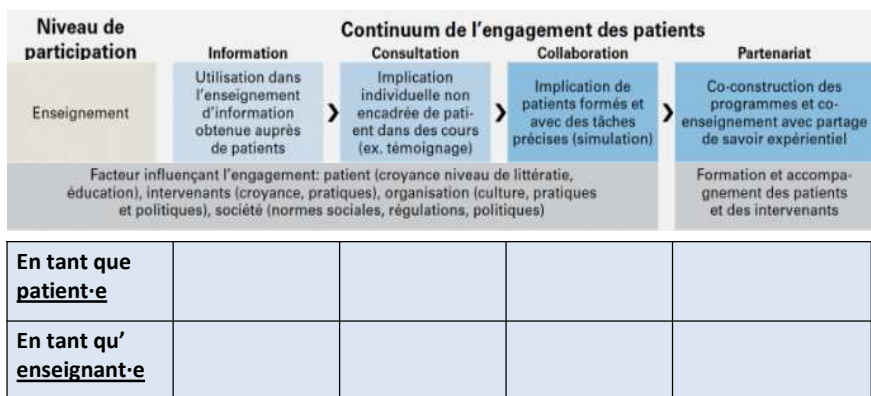 Niveau de
participation
Continuum de l'engagement des patients
Information
Consultation
Collaboration
Partenariat
Enseignement
Utilisation dans
l'enseignement
d'information
obtenue auprès
de patients
Implication
individuelle non
encadrée de pati-
ent dans des cours
(ex. témoignage)
Implication de
patients formés et
avec des tâches
précises (simulation)
Co-construction des
programmes et co-
enseignement avec partage
de savoir expérientiel
Facteur influençant l'engagement: patient (croyance niveau de littératie,
éducation), intervenants (croyance, pratiques), organisation (culture, pratiques
et politiques), société (normes sociales, régulations, politiques)
Formation et accompa-
gnement des patients
et des intervenants
En tant que
patient·e
En tant qu'
enseignant·e